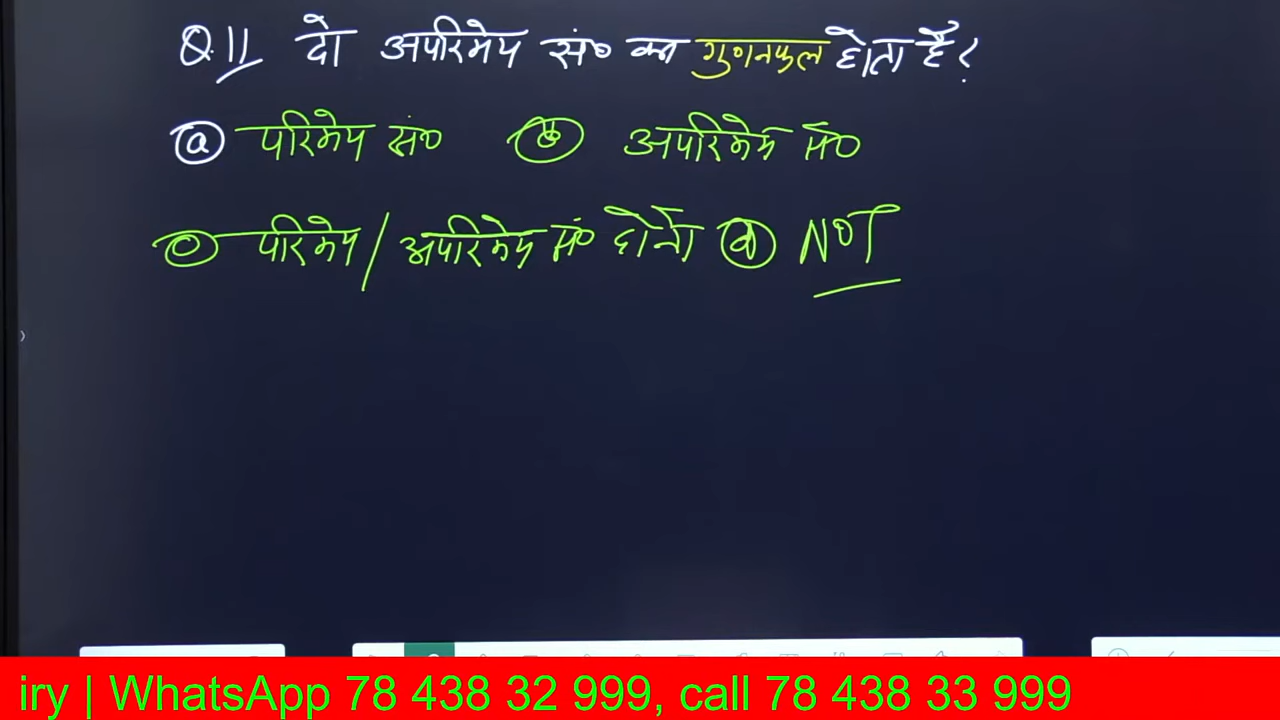 Q.11 दो अपरिमेय सं० का गुणनफल होता है?
(a) परिमेय सं० (b) अपरिमेय सं०
(c) परिमेय / अपरिमेय सं० दोनो (d) NOT
iry | WhatsApp 78 438 32 999, call 78 438 33 999